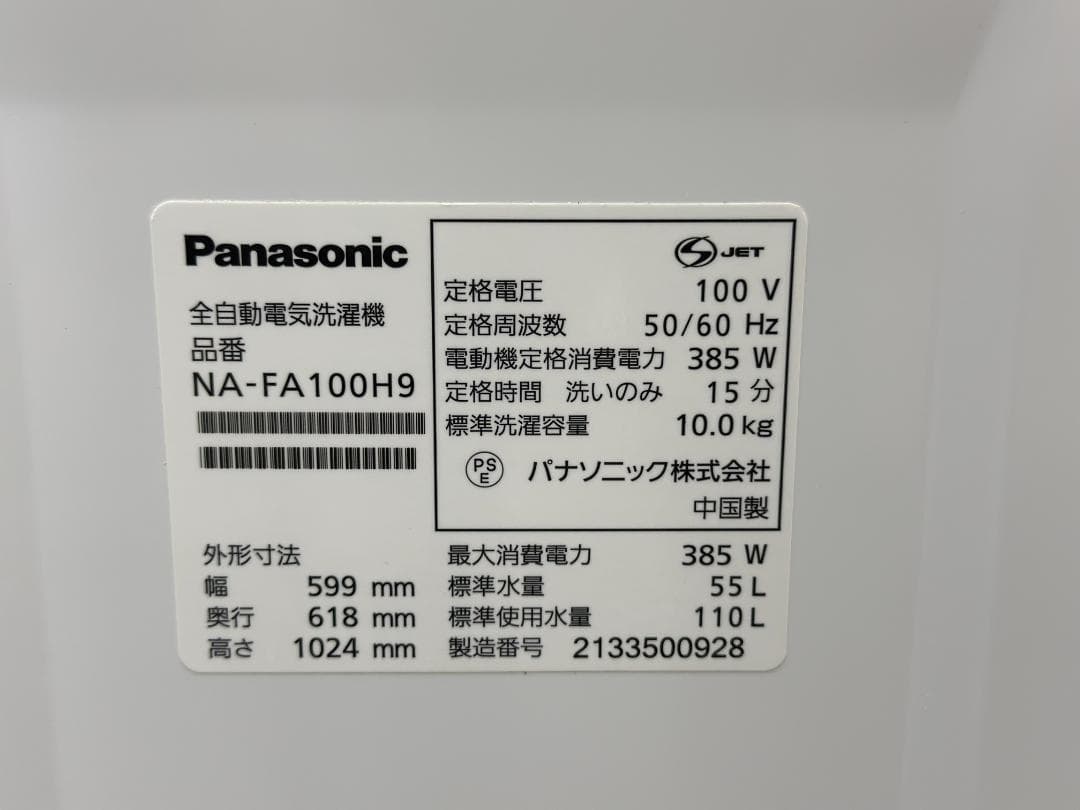 Panasonic
全自動電気洗濯機
品番
NA-FA100H9
S JET
定格電圧 100 V
定格周波数 50/60 Hz
電動機定格消費電力 385 W
定格時間 洗いのみ 15 分
標準洗濯容量 10.0 kg
PS E パナソニック株式会社
中国製
外形寸法
幅 599 mm
奥行 618 mm
高さ 1024 mm
最大消費電力 385 W
標準水量 55 L
標準使用水量 110 L
製造番号 2133500928